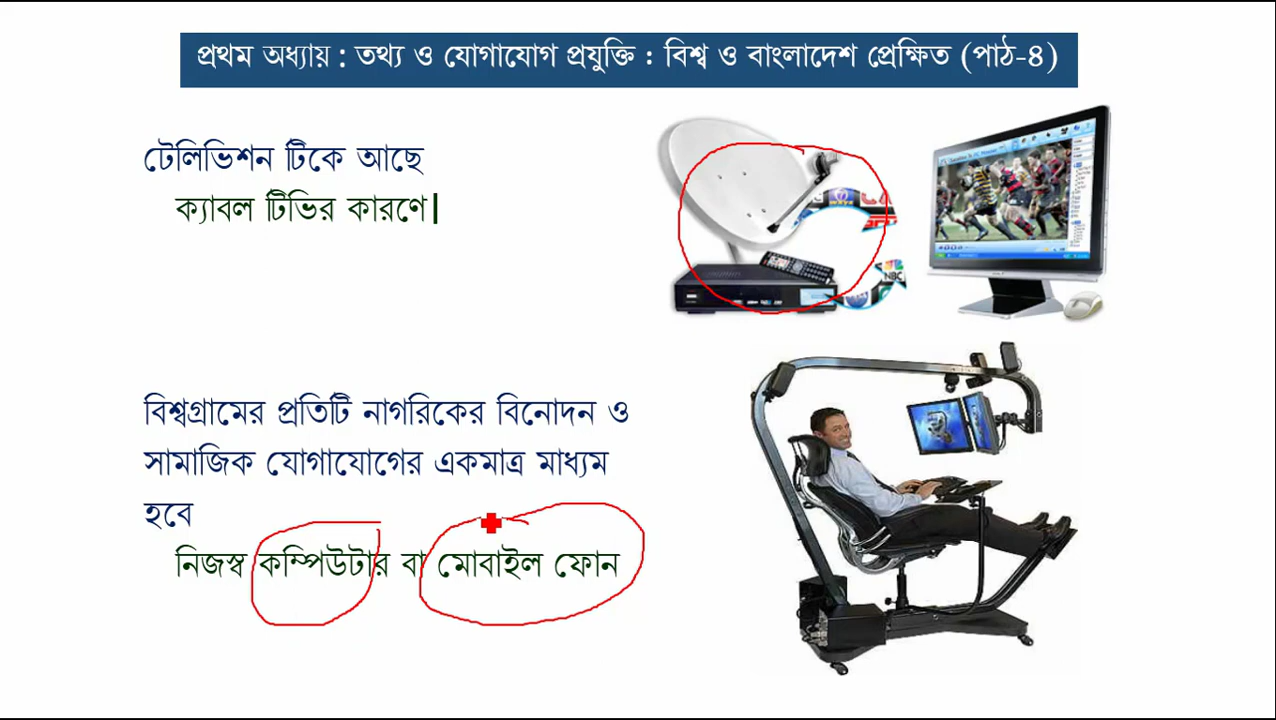 প্রথম অধ্যায় : তথ্য ও যোগাযোগ প্রযুক্তি : বিশ্ব ও বাংলাদেশ প্রেক্ষিত (পাঠ-৪)
টেলিভিশন টিকে আছে
ক্যাবল টিভির কারণে।
NBC
বিশ্বগ্রামের প্রতিটি নাগরিকের বিনোদন ও
সামাজিক যোগাযোগের একমাত্র মাধ্যম
হবে
নিজস্ব কম্পিউটার বা মোবাইল ফোন